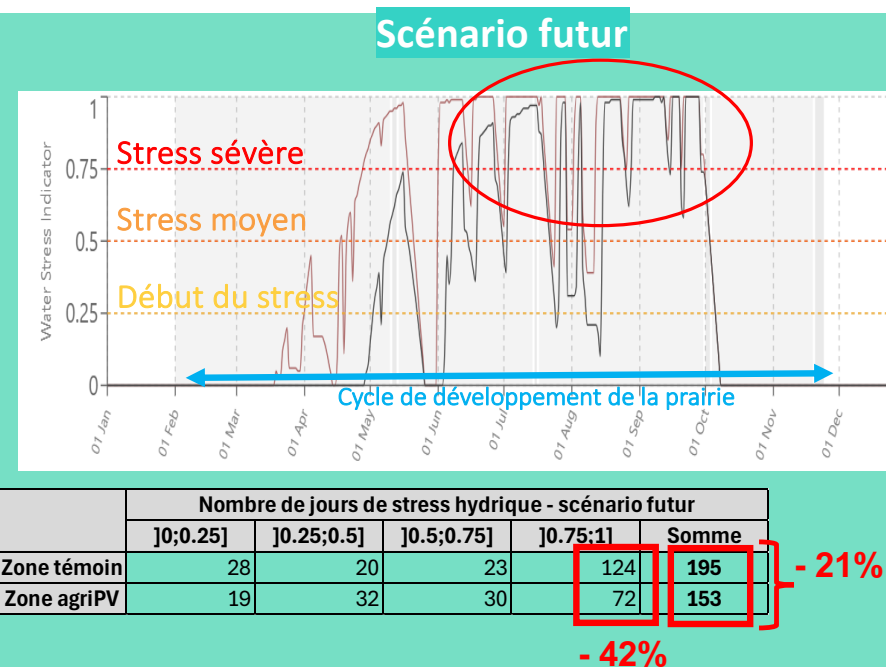 Scénario futur
Water Stress Indicator
1
Stress sévère
0.75
Stress moyen
0.5
Début du stress
0.25
0
Cycle de développement de la prairie
01 Jan 01 Feb 01 Mar 01 Apr 01 May 01 Jun 01 Jul 01 Aug 01 Sep 01 Oct 01 Nov 01 Dec
Nombre de jours de stress hydrique - scénario futur
]0;0.25] ]0.25;0.5] ]0.5;0.75] ]0.75;1] Somme
Zone témoin 28 20 23 124 195
- 21%
Zone agriPV 19 32 30 72 153
- 42%